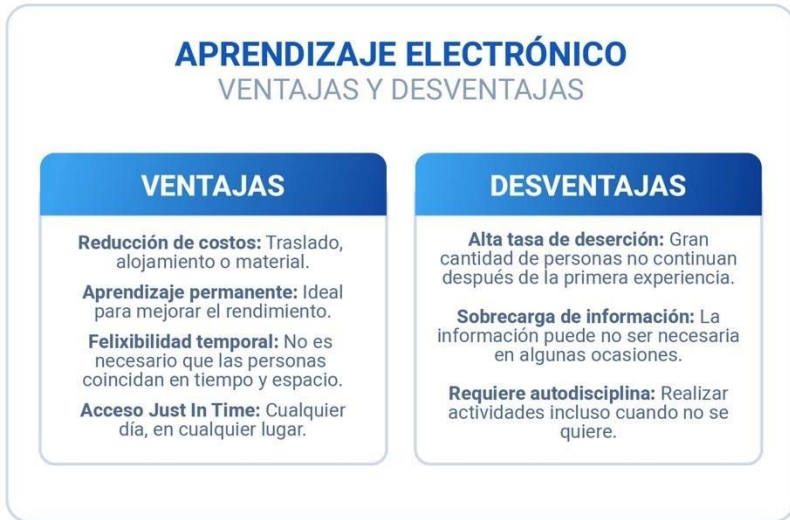 APRENDIZAJE ELECTRÓNICO
VENTAJAS Y DESVENTAJAS
VENTAJAS
Reducción de costos: Traslado,
alojamiento o material.
Aprendizaje permanente: Ideal
para mejorar el rendimiento.
Felixibilidad temporal: No es
necesario que las personas
coincidan en tiempo y espacio.
Acceso Just In Time: Cualquier
día, en cualquier lugar.
DESVENTAJAS
Alta tasa de deserción: Gran
cantidad de personas no continuan
después de la primera experiencia.
Sobrecarga de información: La
información puede no ser necesaria
en algunas ocasiones.
Requiere autodisciplina: Realizar
actividades incluso cuando no se
quiere.